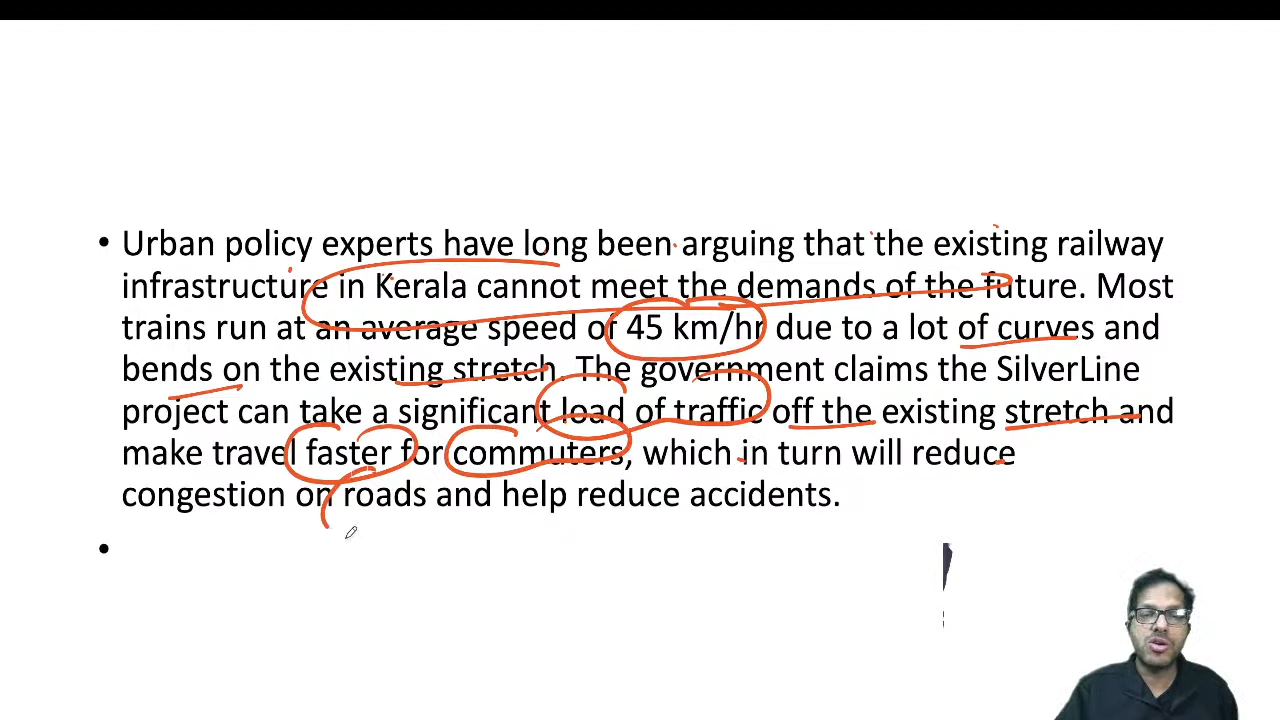 • Urban policy experts have long been arguing that the existing railway
infrastructure in Kerala cannot meet the demands of the future. Most
trains run at an average speed of 45 km/hr due to a lot of curves and
bends on the existing stretch. The government claims the SilverLine
project can take a significant load of traffic off the existing stretch and
make travel faster for commuters, which in turn will reduce
congestion on roads and help reduce accidents.
•